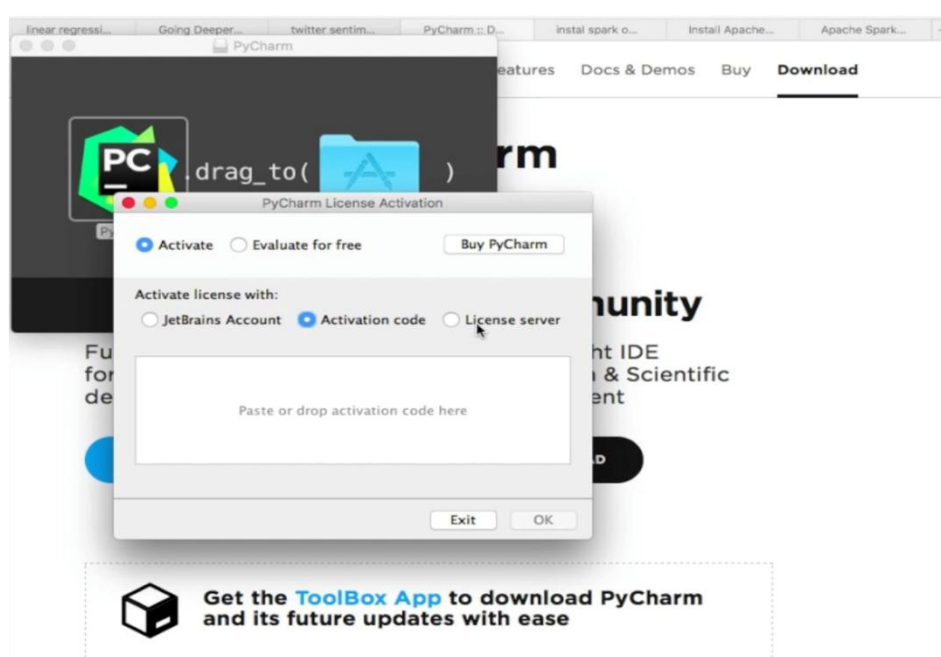 linear regressi...
Going Deeper...
twitter sentim...
PyCharm :: D...
instal spark o...
Install Apache...
Apache Spark...
PyCharm
eatures
Docs & Demos
Buy
Download
PC
.drag_to(
)
rm
Py
PyCharm License Activation
Activate
Evaluate for free
Buy PyCharm
Activate license with:
JetBrains Account
Activation code
License server
nunity
Fu
ht IDE
for
& Scientific
de
ent
Paste or drop activation code here
D
Exit
OK
Get the ToolBox App to download PyCharm
and its future updates with ease